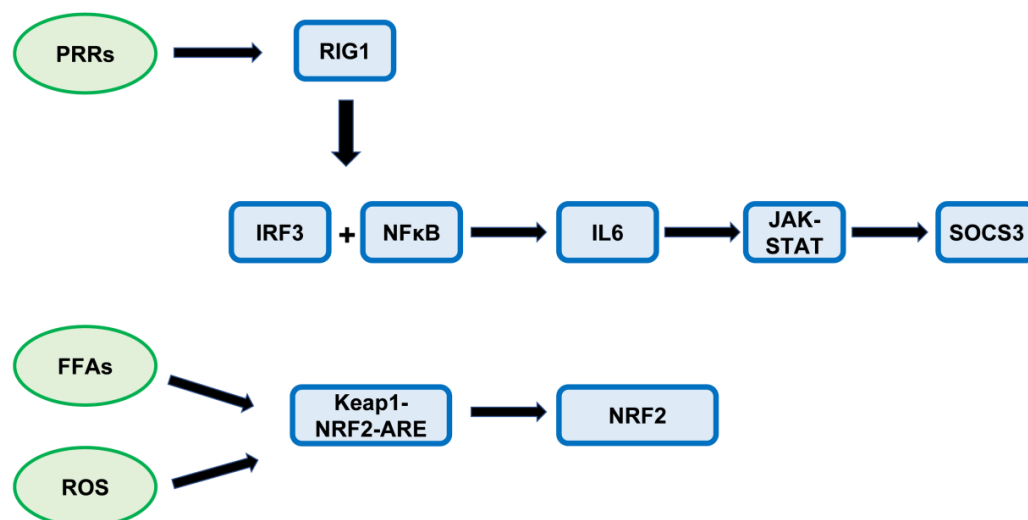 PRRs
RIG1
IRF3 + NFκB
IL6
JAK-
STAT
SOCS3
FFAs
Keap1-
NRF2-ARE
NRF2
ROS